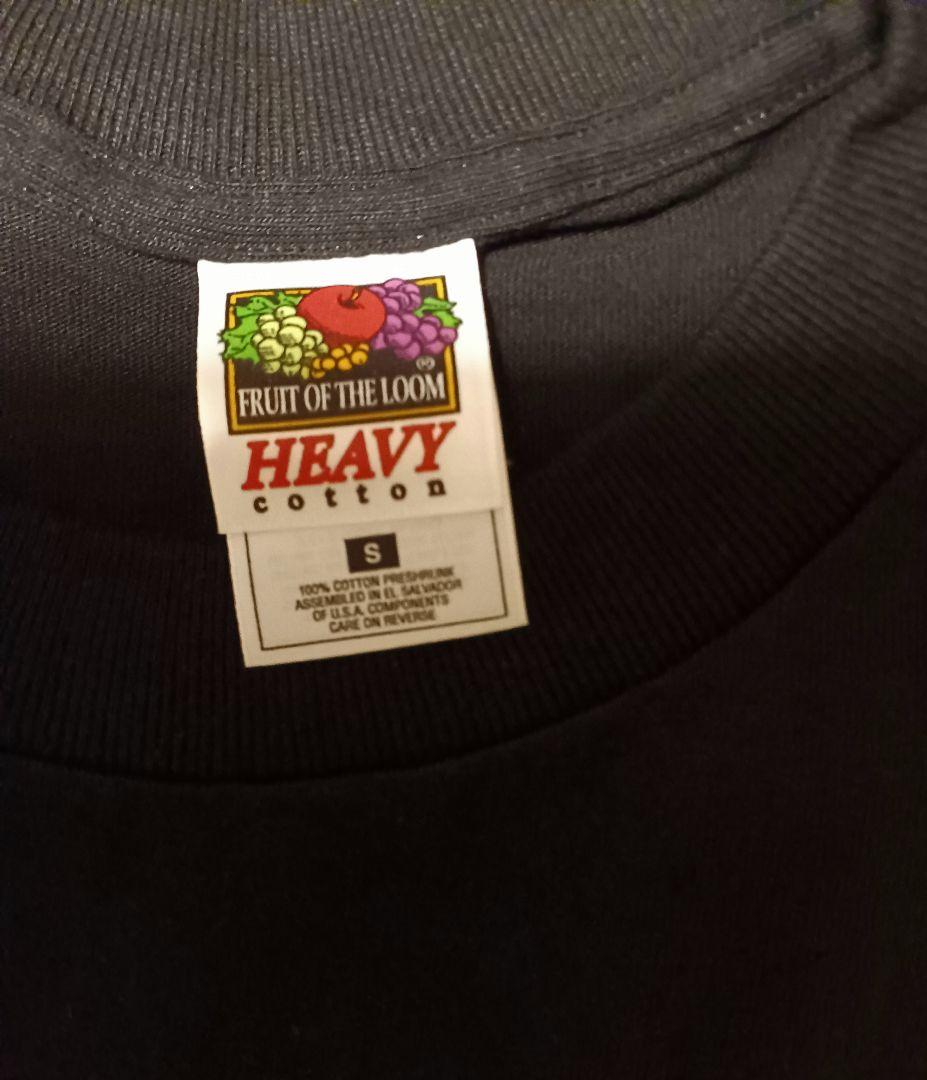 ®
FRUIT OF THE LOOM
HEAVY
cotton
S
100% COTTON PRESHRUNK
ASSEMBLED IN EL SALVADOR
OF U.S.A. COMPONENTS
CARE ON REVERSE